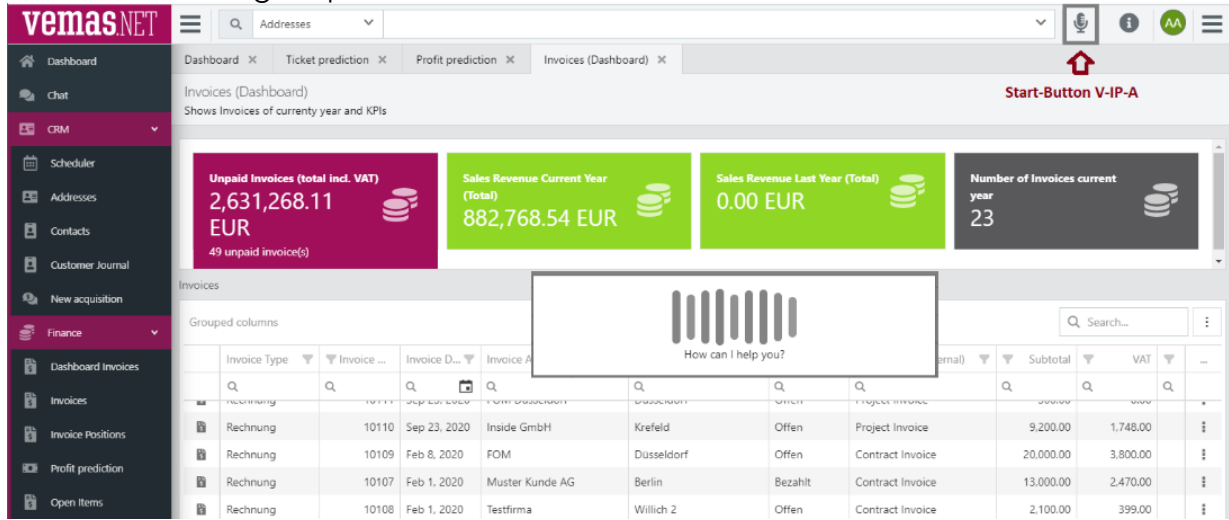 vemas.NET
Addresses
AA
Dashboard
Chat
CRM
Scheduler
Addresses
Contacts
Customer Journal
New acquisition
Finance
Dashboard Invoices
Invoices
Invoice Positions
Profit prediction
Open Items
Dashboard × Ticket prediction × Profit prediction × Invoices (Dashboard) ×
Start-Button V-IP-A
Invoices (Dashboard)
Shows Invoices of currenty year and KPIs
Unpaid Invoices (total incl. VAT)
2,631,268.11
EUR
49 unpaid invoice(s)
Sales Revenue Current Year
(Total)
882,768.54 EUR
Sales Revenue Last Year (Total)
0.00 EUR
Number of Invoices current
year
23
Invoices
How can I help you?
Grouped columns
Search...
Invoice Type Invoice ... Invoice D... Invoice A Subtotal VAT ...
Rechnung 10110 Sep 23, 2020 Inside GmbH Krefeld Offen Project Invoice 9,200.00 1,748.00
Rechnung 10109 Feb 8, 2020 FOM Düsseldorf Offen Contract Invoice 20,000.00 3,800.00
Rechnung 10107 Feb 1, 2020 Muster Kunde AG Berlin Bezahlt Contract Invoice 13,000.00 2,470.00
Rechnung 10108 Feb 1, 2020 Testfirma Willich 2 Offen Contract Invoice 2,100.00 399.00